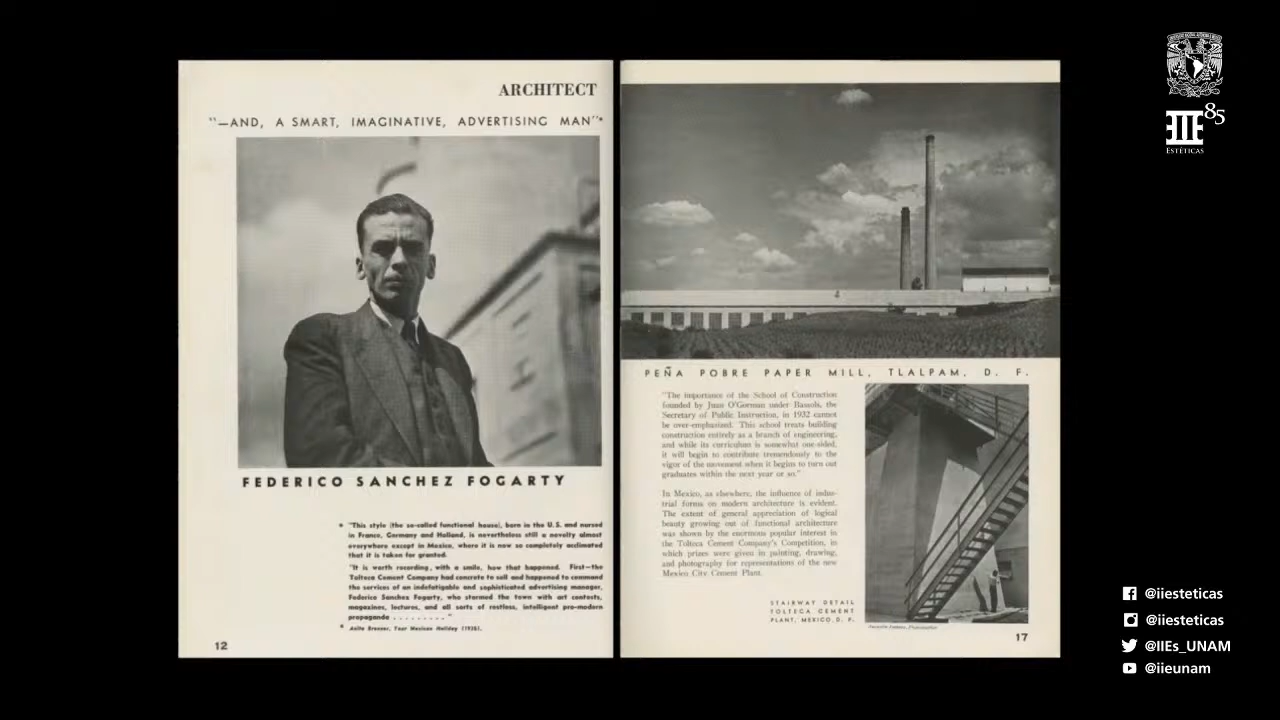 ARCHITECT
"—AND, A SMART, IMAGINATIVE, ADVERTISING MAN"*
FEDERICO SANCHEZ FOGARTY
* "This style (the so-called functional house), born in the U.S. and nursed
in France, Germany and Holland, is nevertheless still a novelty almost
everywhere except in Mexico, where it is now so completely acclimated
that it is taken for granted.
"It is worth recording, with a smile, how that happened. First—the
Tolteca Cement Company had concrete to sell and happened to command
the services of an indefatigable and sophisticated advertising manager,
Federico Sanchez Fogarty, who stormed the town with art contests,
magazines, lectures, and all sorts of restless, intelligent pro-modern
propaganda . . . . . . . . . "
* Anita Brenner, Your Mexican Holiday (1935).
12
PEÑA POBRE PAPER MILL, TLALPAM, D. F.
"The importance of the School of Construction
founded by Juan O'Gorman under Bassols, the
Secretary of Public Instruction, in 1932 cannot
be over-emphasized. This school treats building
construction entirely as a branch of engineering,
and while its curriculum is somewhat one-sided,
it will begin to contribute tremendously to the
vigor of the movement when it begins to turn out
graduates within the next year or so."
In Mexico, as elsewhere, the influence of indus-
trial forms on modern architecture is evident.
The extent of general appreciation of logical
beauty growing out of functional architecture
was shown by the enormous popular interest in
the Tolteca Cement Company's Competition, in
which prizes were given in painting, drawing,
and photography for representations of the new
Mexico City Cement Plant.
STAIRWAY DETAIL
TOLTECA CEMENT
PLANT, MEXICO, D. F.
17
85
ESTÉTICAS
@iiesteticas
@iiesteticas
@IIEs_UNAM
@iieunam